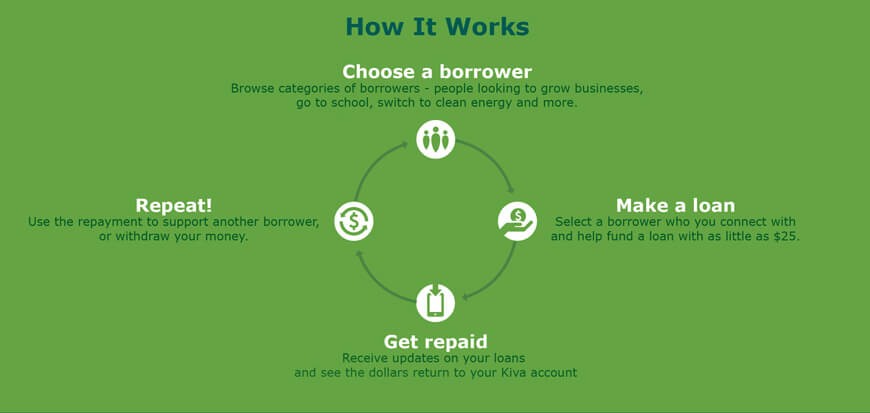 How It Works
Choose a borrower
Browse categories of borrowers - people looking to grow businesses,
go to school, switch to clean energy and more.
Repeat!
Use the repayment to support another borrower,
or withdraw your money.
Make a loan
Select a borrower who you connect with
and help fund a loan with as little as $25.
$
$
Get repaid
Receive updates on your loans
and see the dollars return to your Kiva account